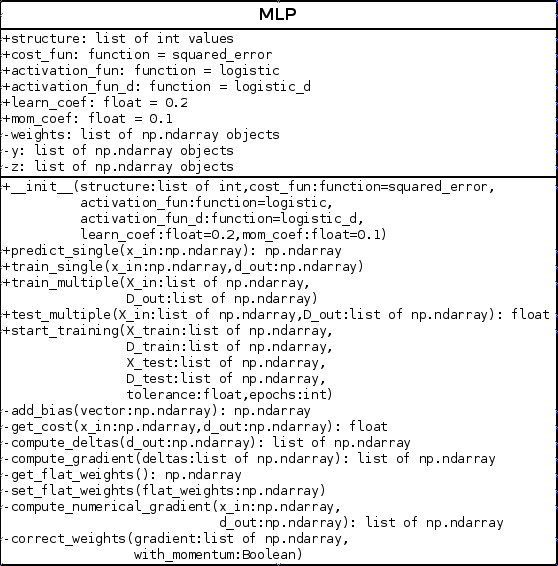 MLP
+structure: list of int values
+cost_fun: function = squared_error
+activation_fun: function = logistic
+activation_fun_d: function = logistic_d
+learn_coef: float = 0.2
+mom_coef: float = 0.1
-weights: list of np.ndarray objects
-y: list of np.ndarray objects
-z: list of np.ndarray objects
+__init__(structure:list of int,cost_fun:function=squared_error,
activation_fun:function=logistic,
activation_fun_d:function=logistic_d,
learn_coef:float=0.2,mom_coef:float=0.1)
+predict_single(x_in:np.ndarray): np.ndarray
+train_single(x_in:np.ndarray,d_out:np.ndarray)
+train_multiple(X_in:list of np.ndarray,
D_out:list of np.ndarray)
+test_multiple(X_in:list of np.ndarray,D_out:list of np.ndarray): float
+start_training(X_train:list of np.ndarray,
D_train:list of np.ndarray,
X_test:list of np.ndarray,
D_test:list of np.ndarray,
tolerance:float,epochs:int)
-add_bias(vector:np.ndarray): np.ndarray
-get_cost(x_in:np.ndarray,d_out:np.ndarray): float
-compute_deltas(d_out:np.ndarray): list of np.ndarray
-compute_gradient(deltas:list of np.ndarray): list of np.ndarray
-get_flat_weights(): np.ndarray
-set_flat_weights(flat_weights:np.ndarray)
-compute_numerical_gradient(x_in:np.ndarray,
d_out:np.ndarray): list of np.ndarray
-correct_weights(gradient:list of np.ndarray,
with_momentum:Boolean)